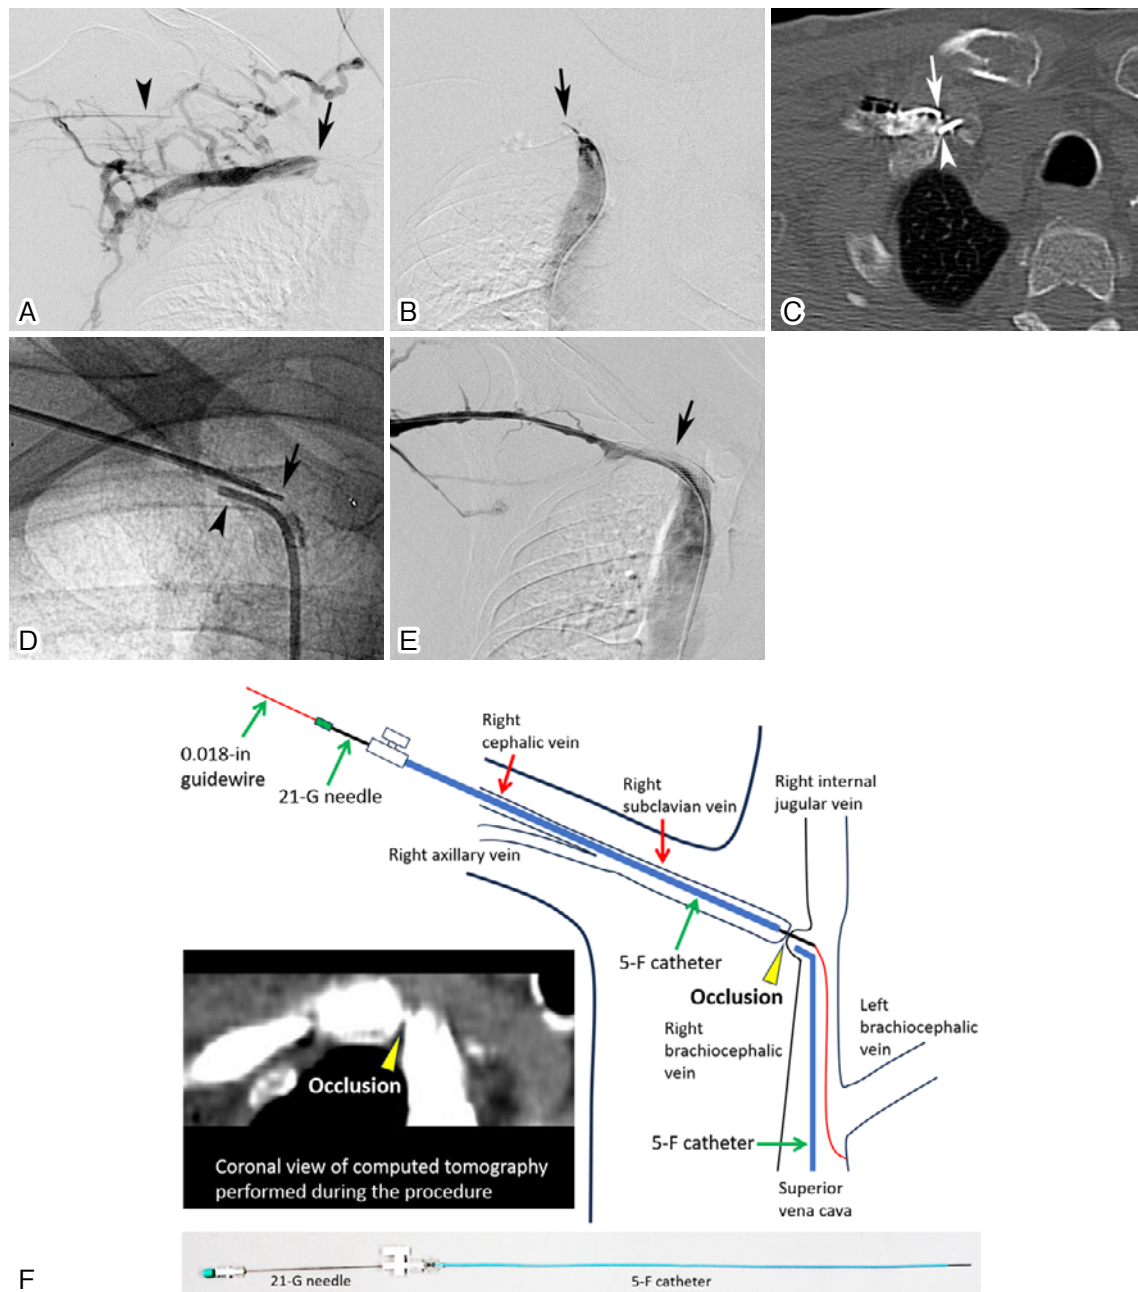 A
B
C
D
E
Right
cephalic vein
0.018-in
guidewire
21-G needle
Right
subclavian vein
Right internal
jugular vein
Right axillary vein
5-F catheter
Occlusion
Right
brachiocephalic
vein
Left
brachiocephalic
vein
Occlusion
5-F catheter
Coronal view of computed tomography
performed during the procedure
Superior
vena cava
F
21-G needle
5-F catheter